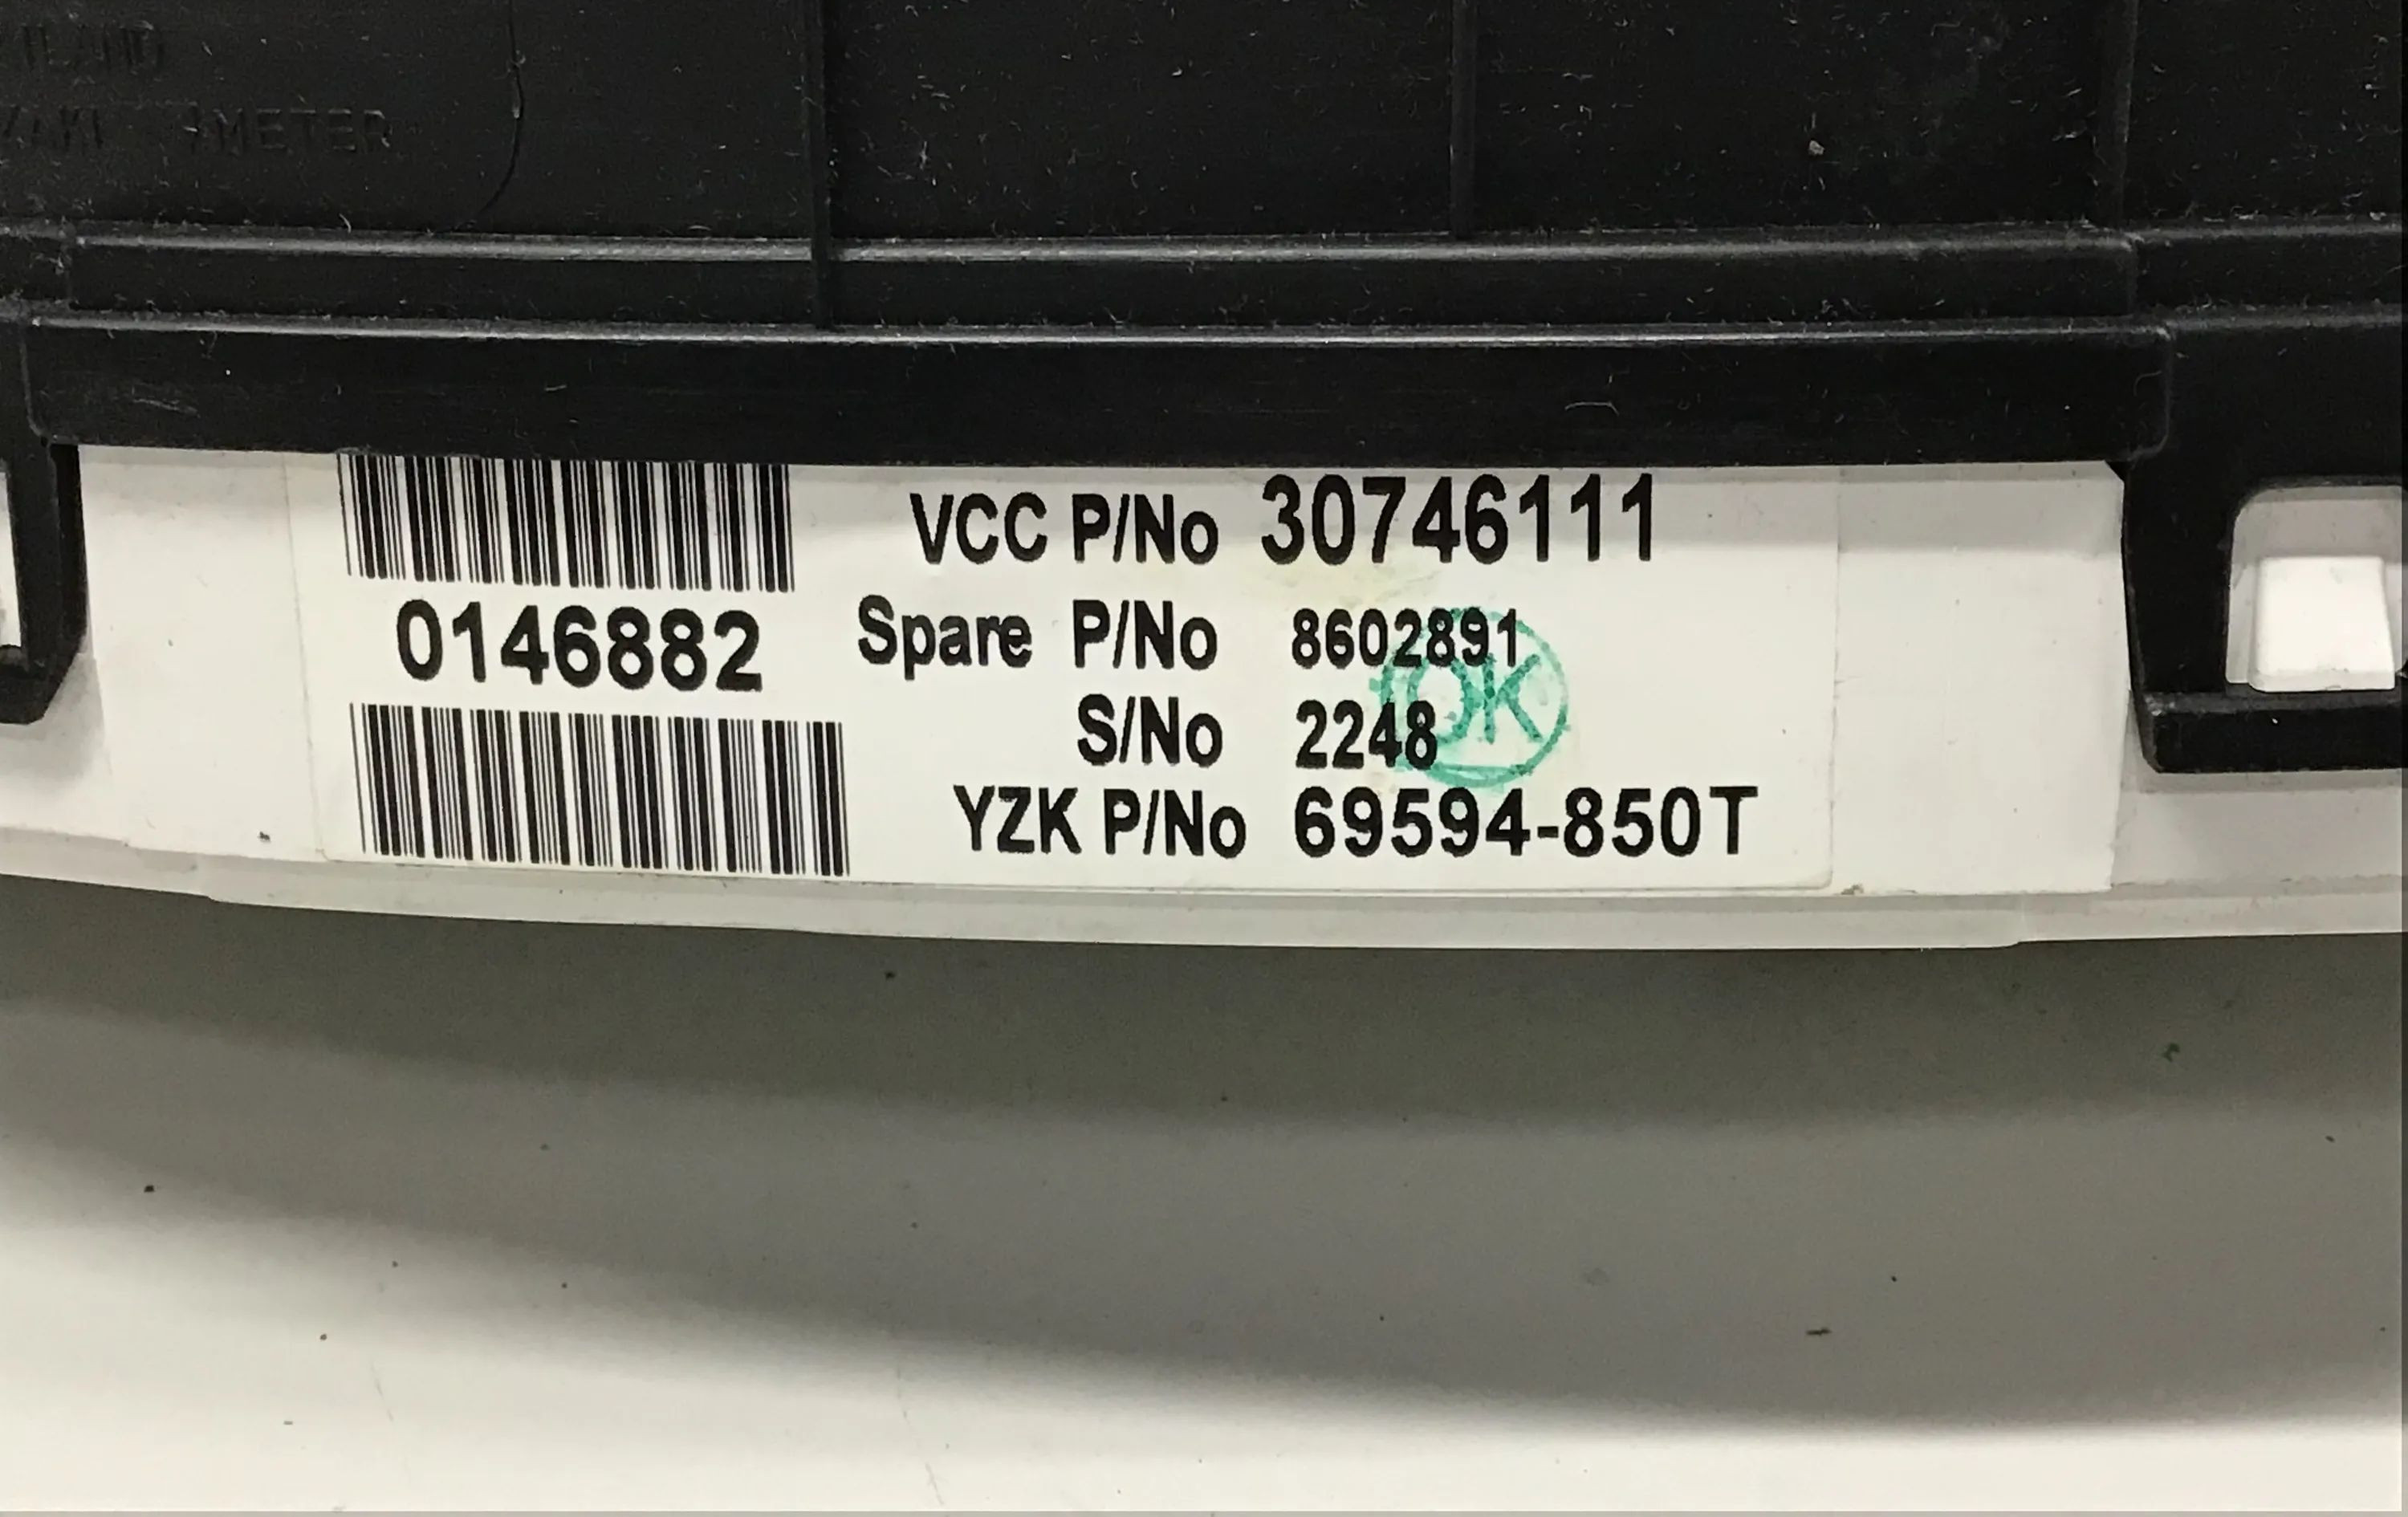 METER
VCC P/No 30746111
0146882
Spare P/No 8602891
OK
S/No 2248
YZK P/No 69594-850T